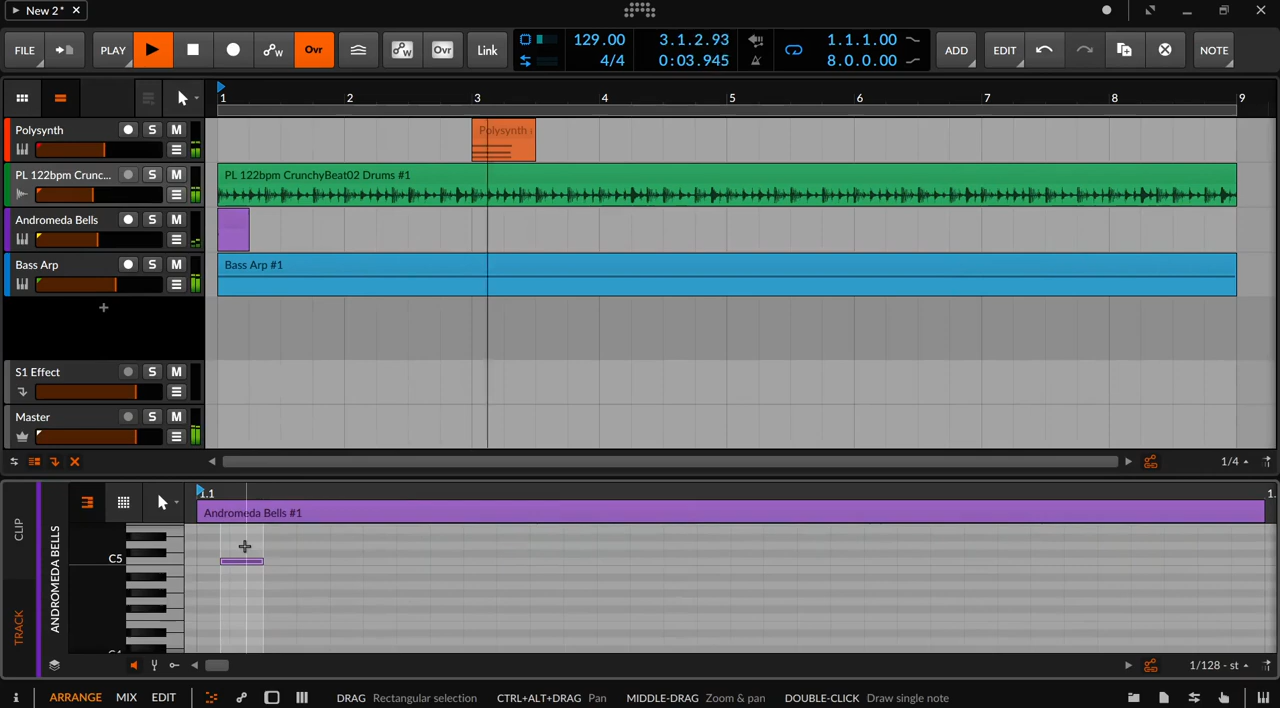 New 2*
FILE
PLAY
Ovr
Ovr
Link
129.00
4/4
3.1.2.93
0:03.945
1.1.1.00
8.0.0.00
ADD
EDIT
NOTE
1 2 3 4 5 6 7 8 9
Polysynth S M
Polysynth
PL 122bpm Crunc... S M
PL 122bpm CrunchyBeat02 Drums #1
Andromeda Bells S M
Bass Arp S M
Bass Arp #1
+
S1 Effect S M
Master S M
1/4
1.1
1.
Andromeda Bells #1
CLIP
TRACK
ANDROMEDA BELLS
C5
1/128 - st
i ARRANGE MIX EDIT DRAG Rectangular selection CTRL+ALT+DRAG Pan MIDDLE-DRAG Zoom & pan DOUBLE-CLICK Draw single note